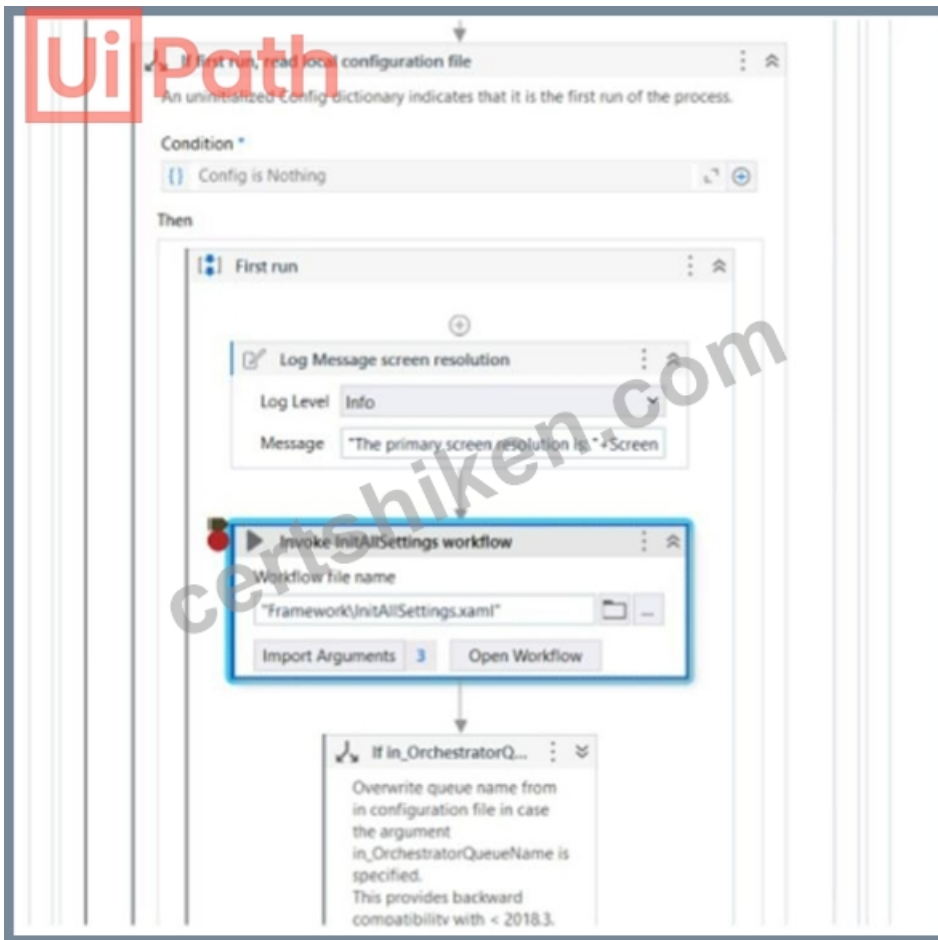 UiPath
If first run, read local configuration file
An uninitialized Config dictionary indicates that it is the first run of the process.
Condition *
{} Config is Nothing
Then
First run
Log Message screen resolution
Log Level Info
Message "The primary screen resolution is: "+Screen
Invoke InitAllSettings workflow
Workflow file name
"Framework\InitAllSettings.xaml"
...
Import Arguments 3 Open Workflow
If in_OrchestratorQ...
Overwrite queue name from
in configuration file in case
the argument
in_OrchestratorQueueName is
specified.
This provides backward
compatibility with < 2018.3.
certshiken.com